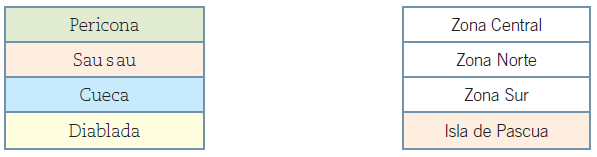 Pericona
Sau sau
Cueca
Diablada
Zona Central
Zona Norte
Zona Sur
Isla de Pascua